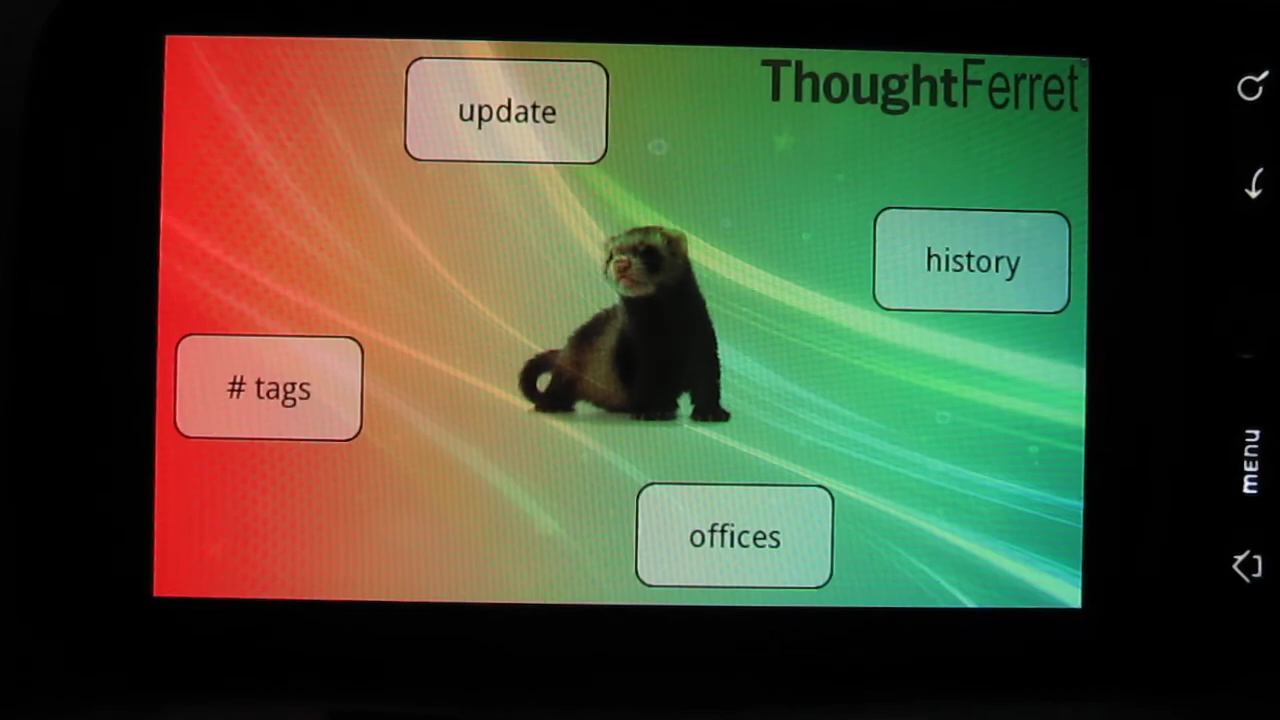 update
ThoughtFerret
history
# tags
offices
MENU